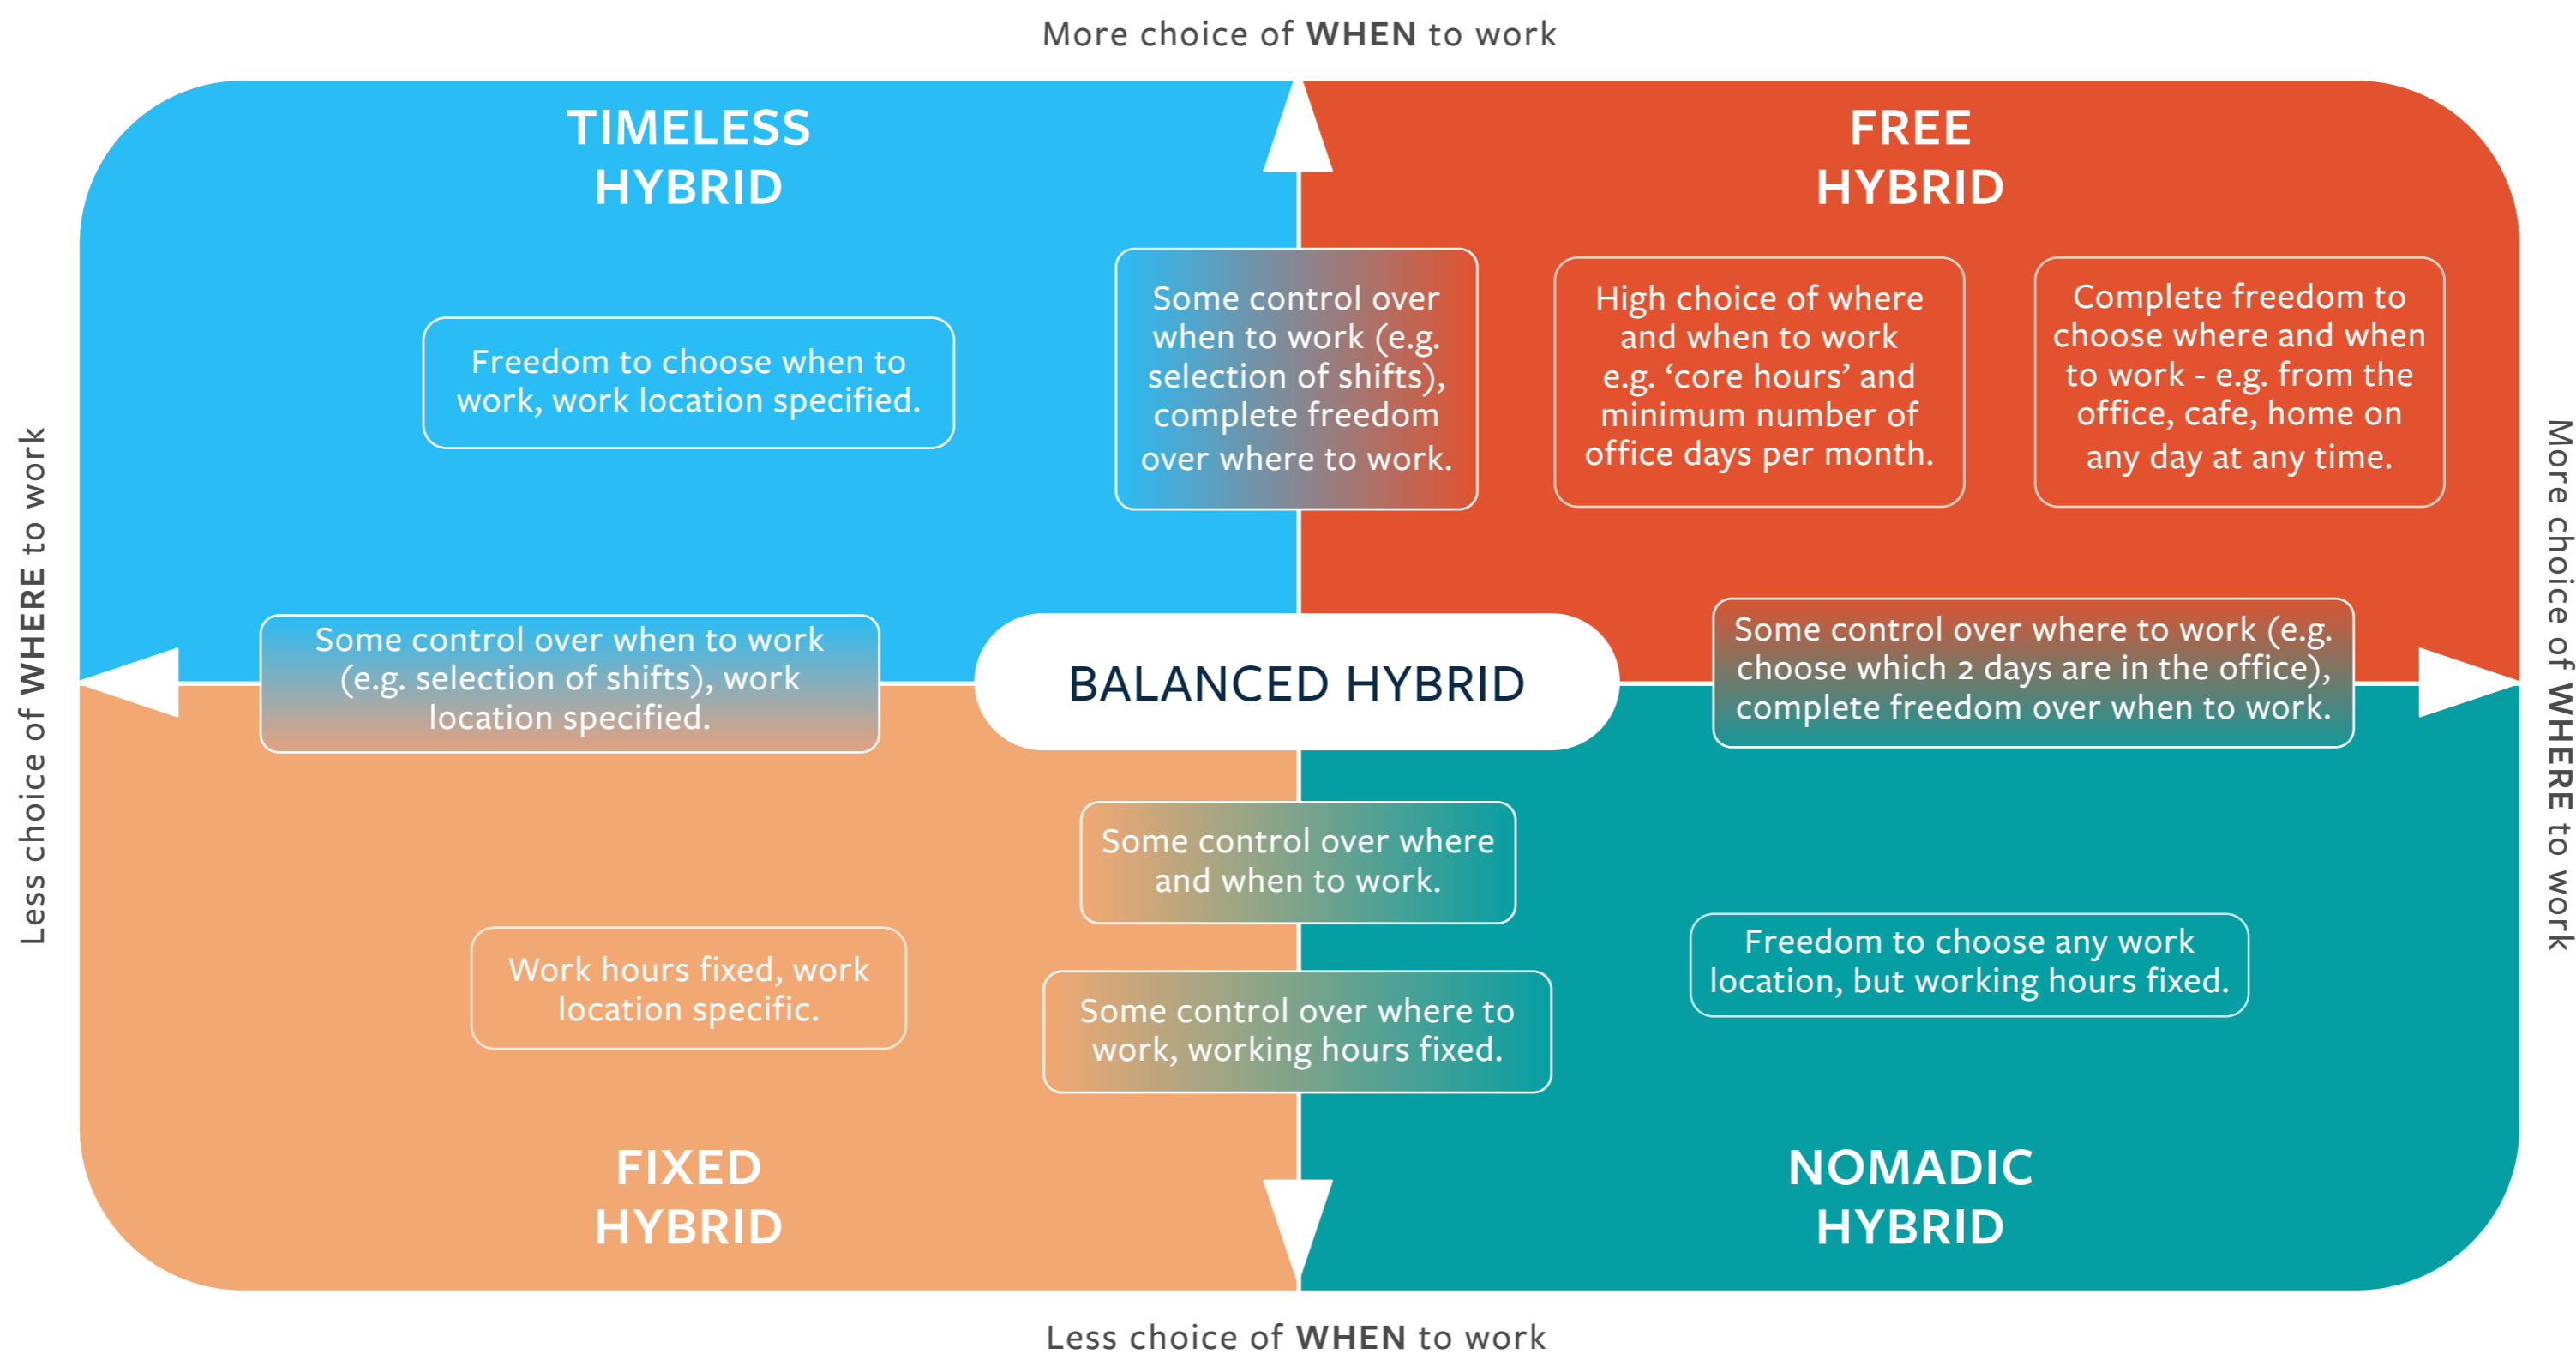 More choice of WHEN to work
TIMELESS
HYBRID
FREE
HYBRID
Freedom to choose when to
work, work location specified.
Some control over
when to work (e.g.
selection of shifts),
complete freedom
over where to work.
High choice of where
and when to work
e.g. ‘core hours’ and
minimum number of
office days per month.
Complete freedom to
choose where and when
to work - e.g. from the
office, cafe, home on
any day at any time.
Less choice of WHERE to work
More choice of WHERE to work
Some control over when to work
(e.g. selection of shifts), work
location specified.
BALANCED HYBRID
Some control over where to work (e.g.
choose which 2 days are in the office),
complete freedom over when to work.
Some control over where
and when to work.
Work hours fixed, work
location specific.
Some control over where to
work, working hours fixed.
Freedom to choose any work
location, but working hours fixed.
FIXED
HYBRID
NOMADIC
HYBRID
Less choice of WHEN to work